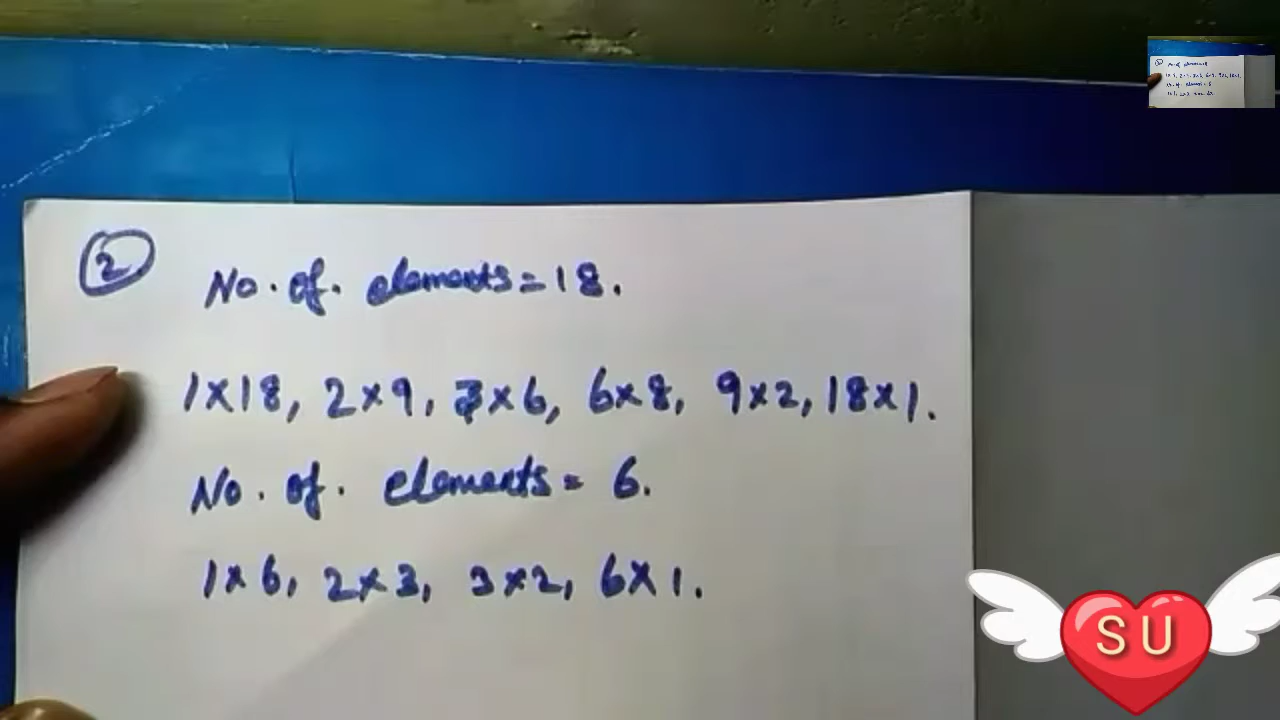 2 No. of. elements = 18.
1×18, 2×9, 3×6, 6×8, 9×2, 18×1.
No. of. elements = 6.
1×6, 2×3, 3×2, 6×1.
SU